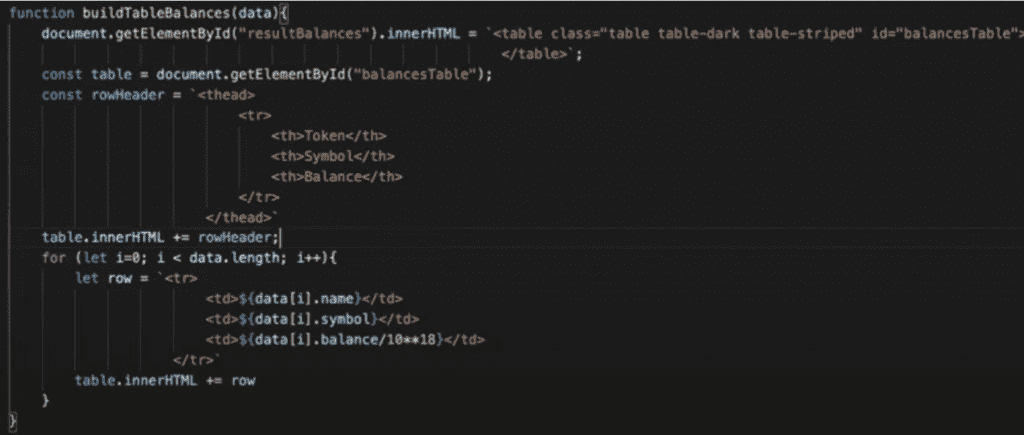 function buildTableBalances(data){
document.getElementById("resultBalances").innerHTML = `<table class="table table-dark table-striped" id="balancesTable">
</table>`;
const table = document.getElementById("balancesTable");
const rowHeader = `<thead>
<tr>
<th>Token</th>
<th>Symbol</th>
<th>Balance</th>
</tr>
</thead>`
table.innerHTML += rowHeader;
for (let i=0; i < data.length; i++){
let row = `<tr>
<td>${data[i].name}</td>
<td>${data[i].symbol}</td>
<td>${data[i].balance/10**18}</td>
</tr>`
table.innerHTML += row
}
}